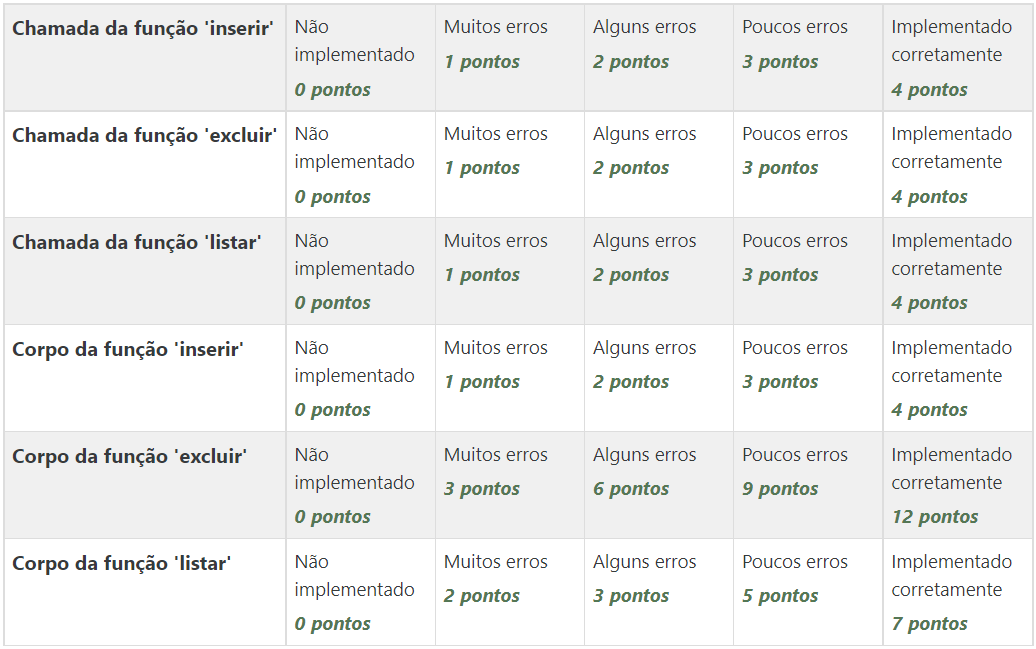 Chamada da função 'inserir'
Não implementado
0 pontos
Muitos erros
1 pontos
Alguns erros
2 pontos
Poucos erros
3 pontos
Implementado corretamente
4 pontos
Chamada da função 'excluir'
Não implementado
0 pontos
Muitos erros
1 pontos
Alguns erros
2 pontos
Poucos erros
3 pontos
Implementado corretamente
4 pontos
Chamada da função 'listar'
Não implementado
0 pontos
Muitos erros
1 pontos
Alguns erros
2 pontos
Poucos erros
3 pontos
Implementado corretamente
4 pontos
Corpo da função 'inserir'
Não implementado
0 pontos
Muitos erros
1 pontos
Alguns erros
2 pontos
Poucos erros
3 pontos
Implementado corretamente
4 pontos
Corpo da função 'excluir'
Não implementado
0 pontos
Muitos erros
3 pontos
Alguns erros
6 pontos
Poucos erros
9 pontos
Implementado corretamente
12 pontos
Corpo da função 'listar'
Não implementado
0 pontos
Muitos erros
2 pontos
Alguns erros
3 pontos
Poucos erros
5 pontos
Implementado corretamente
7 pontos